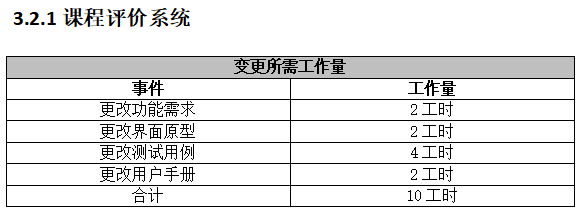 3.2.1 课程评价系统
变更所需工作量
事件 工作量
更改功能需求 2 工时
更改界面原型 2 工时
更改测试用例 4 工时
更改用户手册 2 工时
合计 10 工时